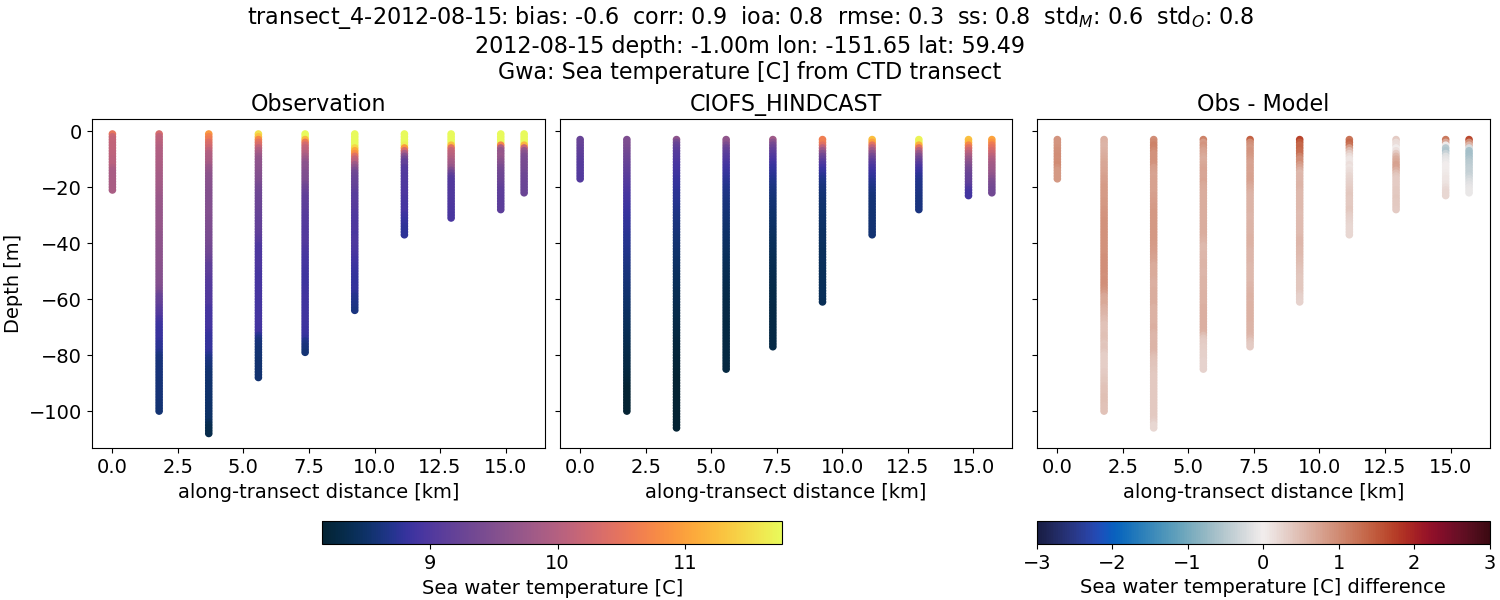 transect_4-2012-08-15: bias: -0.6 corr: 0.9 ioa: 0.8 rmse: 0.3 ss: 0.8 std_M: 0.6 std_O: 0.8
2012-08-15 depth: -1.00m lon: -151.65 lat: 59.49
Gwa: Sea temperature [C] from CTD transect
Observation
CIOFS_HINDCAST
Obs - Model
Depth [m]
0
−20
−40
−60
−80
−100
0.0 2.5 5.0 7.5 10.0 12.5 15.0
0.0 2.5 5.0 7.5 10.0 12.5 15.0
0.0 2.5 5.0 7.5 10.0 12.5 15.0
along-transect distance [km]
along-transect distance [km]
along-transect distance [km]
9 10 11
Sea water temperature [C]
−3 −2 −1 0 1 2 3
Sea water temperature [C] difference